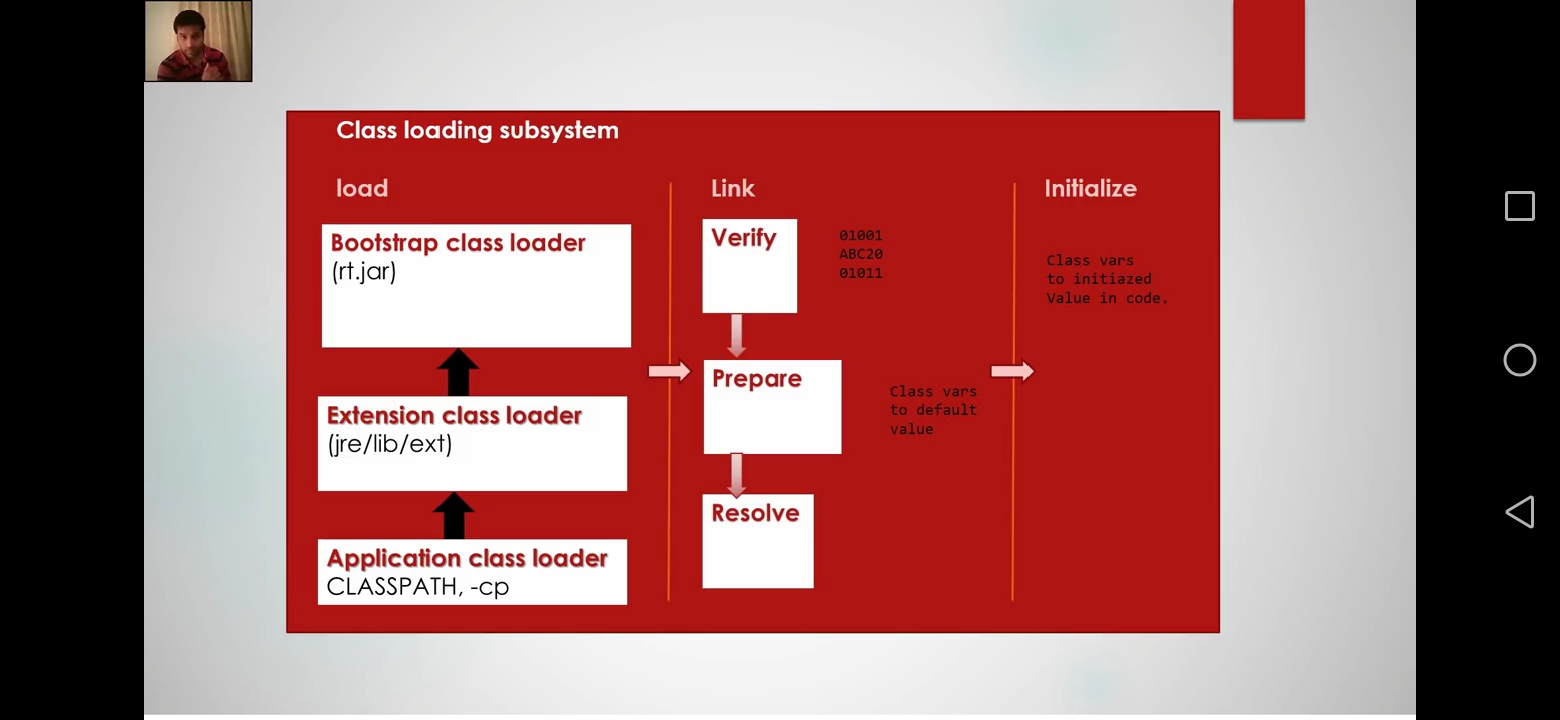 Class loading subsystem
load
Bootstrap class loader
(rt.jar)
Extension class loader
(jre/lib/ext)
Application class loader
CLASSPATH, -cp
Link
Verify
01001
ABC20
01011
Prepare
Class vars
to default
value
Resolve
Initialize
Class vars
to initiazed
Value in code.